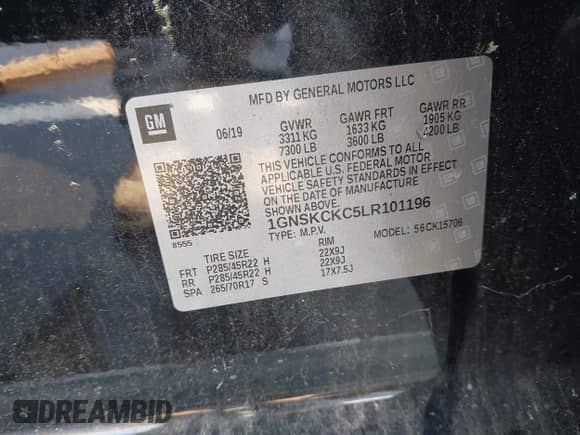 MFD BY GENERAL MOTORS LLC
GM
06/19
GVWR
3311 KG
7300 LB
GAWR FRT
1633 KG
3600 LB
GAWR RR
1905 KG
4200 LB
THIS VEHICLE CONFORMS TO ALL
APPLICABLE U.S. FEDERAL MOTOR
VEHICLE SAFETY STANDARDS IN EFFECT
ON THE DATE OF MANUFACTURE
SHOWN ABOVE.
1GNSKCKC5LR101196
TYPE: M.P.V.
MODEL: 56CK15706
8555
TIRE SIZE RIM
FRT P285/45R22 H 22X9J
RR P285/45R22 H 22X9J
SPA 265/70R17 S 17X7.5J
DREAMBID